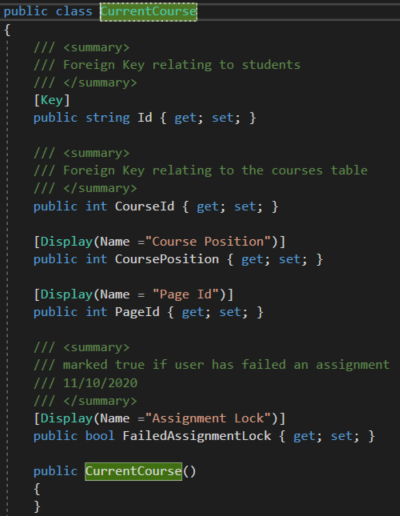 public class CurrentCourse
{
/// <summary>
/// Foreign Key relating to students
/// </summary>
[Key]
public string Id { get; set; }
/// <summary>
/// Foreign Key relating to the courses table
/// </summary>
public int CourseId { get; set; }
[Display(Name ="Course Position")]
public int CoursePosition { get; set; }
[Display(Name = "Page Id")]
public int PageId { get; set; }
/// <summary>
/// marked true if user has failed an assignment
/// 11/10/2020
/// </summary>
[Display(Name ="Assignment Lock")]
public bool FailedAssignmentLock { get; set; }
public CurrentCourse()
{
}